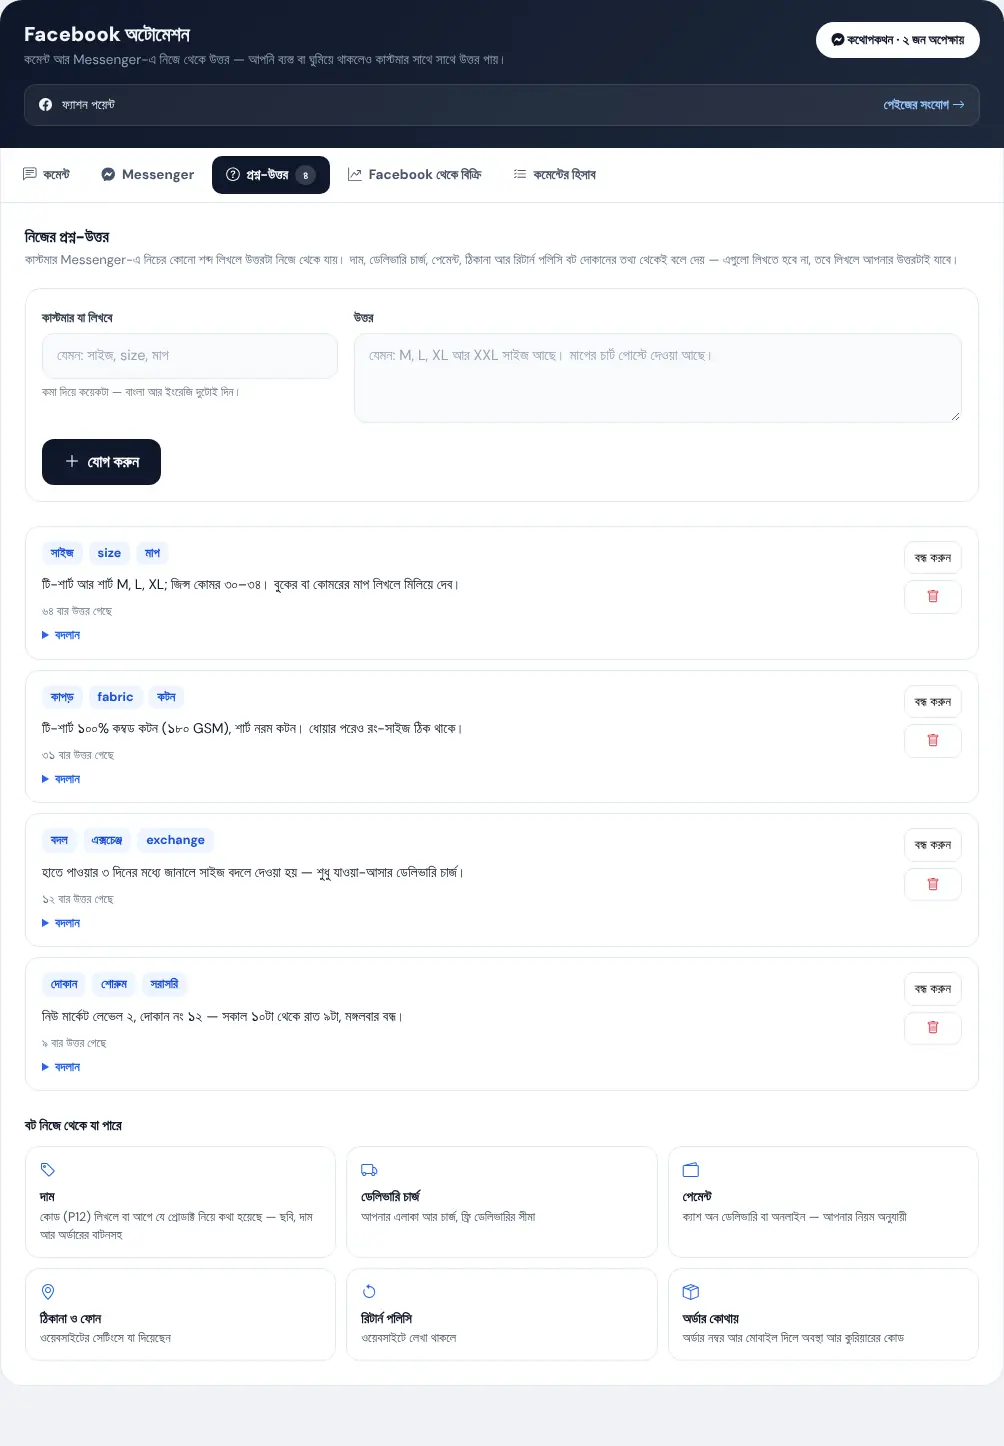 Facebook অটোমেশন
কমেন্ট আর Messenger-এ নিজে থেকে উত্তর — আপনি ব্যস্ত বা ঘুমিয়ে থাকলেও কাস্টমার সাথে সাথে উত্তর পায়।
কথোপকথন · ২ জন অপেক্ষায়
ফ্যাশন পয়েন্ট
পেইজের সংযোগ →
কমেন্ট
Messenger
প্রশ্ন-উত্তর ৪
Facebook থেকে বিক্রি
কমেন্টের হিসাব
নিজের প্রশ্ন-উত্তর
কাস্টমার Messenger-এ নিচের কোনো শব্দ লিখলে উত্তরটা নিজে থেকে যায়। দাম, ডেলিভারি চার্জ, পেমেন্ট, ঠিকানা আর রিটার্ন পলিসি বট দোকানের তথ্য থেকেই বলে দেয় — এগুলো লিখতে হবে না, তবে লিখলে আপনার উত্তরটাই যাবে।
কাস্টমার যা লিখবে
যেমন: সাইজ, size, মাপ
কমা দিয়ে কয়েকটা — বাংলা আর ইংরেজি দুটোই দিন।
উত্তর
যেমন: M, L, XL আর XXL সাইজ আছে। মাপের চার্ট পোস্টে দেওয়া আছে।
+ যোগ করুন
সাইজ size মাপ
টি-শার্ট আর শার্ট M, L, XL; জিন্স কোমর ৩০–৩৪। বুকের বা কোমরের মাপ লিখলে মিলিয়ে দেব।
৬৪ বার উত্তর গেছে
বদলান
বন্ধ করুন
কাপড় fabric কটন
টি-শার্ট ১০০% কম্বড কটন (১৮০ GSM), শার্ট নরম কটন। ধোয়ার পরেও রং-সাইজ ঠিক থাকে।
৩১ বার উত্তর গেছে
বদলান
বন্ধ করুন
বদল এক্সচেঞ্জ exchange
হাতে পাওয়ার ৩ দিনের মধ্যে জানালে সাইজ বদলে দেওয়া হয় — শুধু যাওয়া-আসার ডেলিভারি চার্জ।
১২ বার উত্তর গেছে
বদলান
বন্ধ করুন
দোকান শোরুম সরাসরি
নিউ মার্কেট লেভেল ২, দোকান নং ১২ — সকাল ১০টা থেকে রাত ৯টা, মঙ্গলবার বন্ধ।
৯ বার উত্তর গেছে
বদলান
বন্ধ করুন
বট নিজে থেকে যা পারে
দাম
কোড (P12) লিখলে বা আগে যে প্রোডাক্ট নিয়ে কথা হয়েছে — ছবি, দাম
আর অর্ডারের বাটনসহ
ডেলিভারি চার্জ
আপনার এলাকা আর চার্জ, ফ্রি ডেলিভারির সীমা
পেমেন্ট
ক্যাশ অন ডেলিভারি বা অনলাইন — আপনার নিয়ম অনুযায়ী
ঠিকানা ও ফোন
ওয়েবসাইটের সেটিংসে যা দিয়েছেন
রিটার্ন পলিসি
ওয়েবসাইটে লেখা থাকলে
অর্ডার কোথায়
অর্ডার নম্বর আর মোবাইল দিলে অবস্থা আর কুরিয়ারের কোড